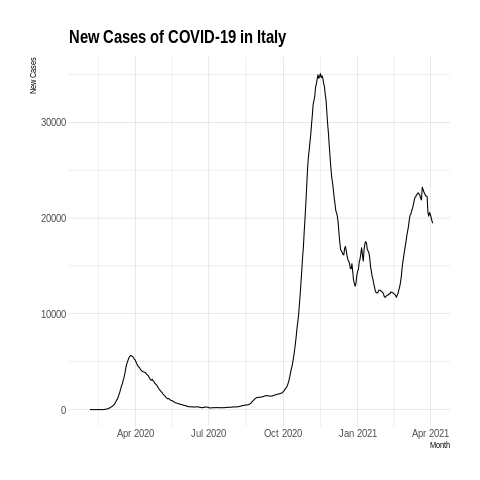 New Cases of COVID-19 in Italy
New Cases
30000
20000
10000
0
Apr 2020 Jul 2020 Oct 2020 Jan 2021 Apr 2021
Month